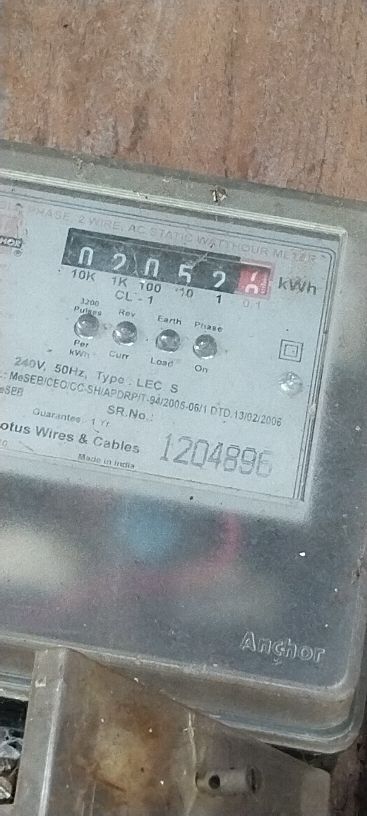 PHASE, 2 WIRE, AC STATIC WATTHOUR METER
0 2 0 5 2 kWh
10K 1K 100 10 1 0.1
CL - 1
3200 Pulses Per kWh
Rev Curr
Earth Load
Phase On
240V, 50Hz, Type : LEC S
MeSEB/CEO/CC-SH/APDRP/T-94/2005-06/1 DTD.13/02/2006
SR.No.:
Guarantee: 1 Yr.
otus Wires & Cables
Made in India
1204896
Anchor